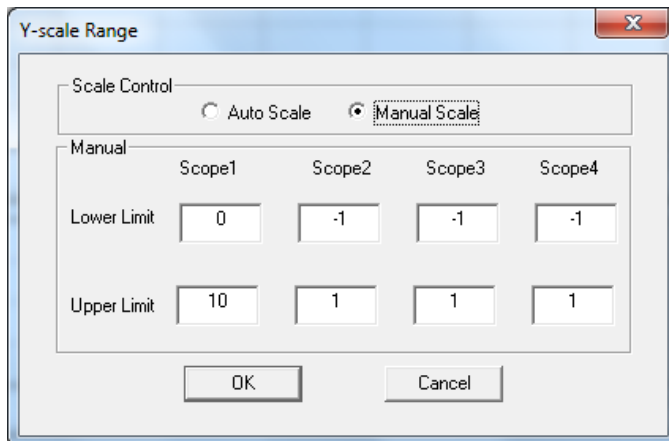 Y-scale Range
Scale Control
Auto Scale Manual Scale
Manual
Scope1 Scope2 Scope3 Scope4
Lower Limit 0 -1 -1 -1
Upper Limit 10 1 1 1
OK Cancel